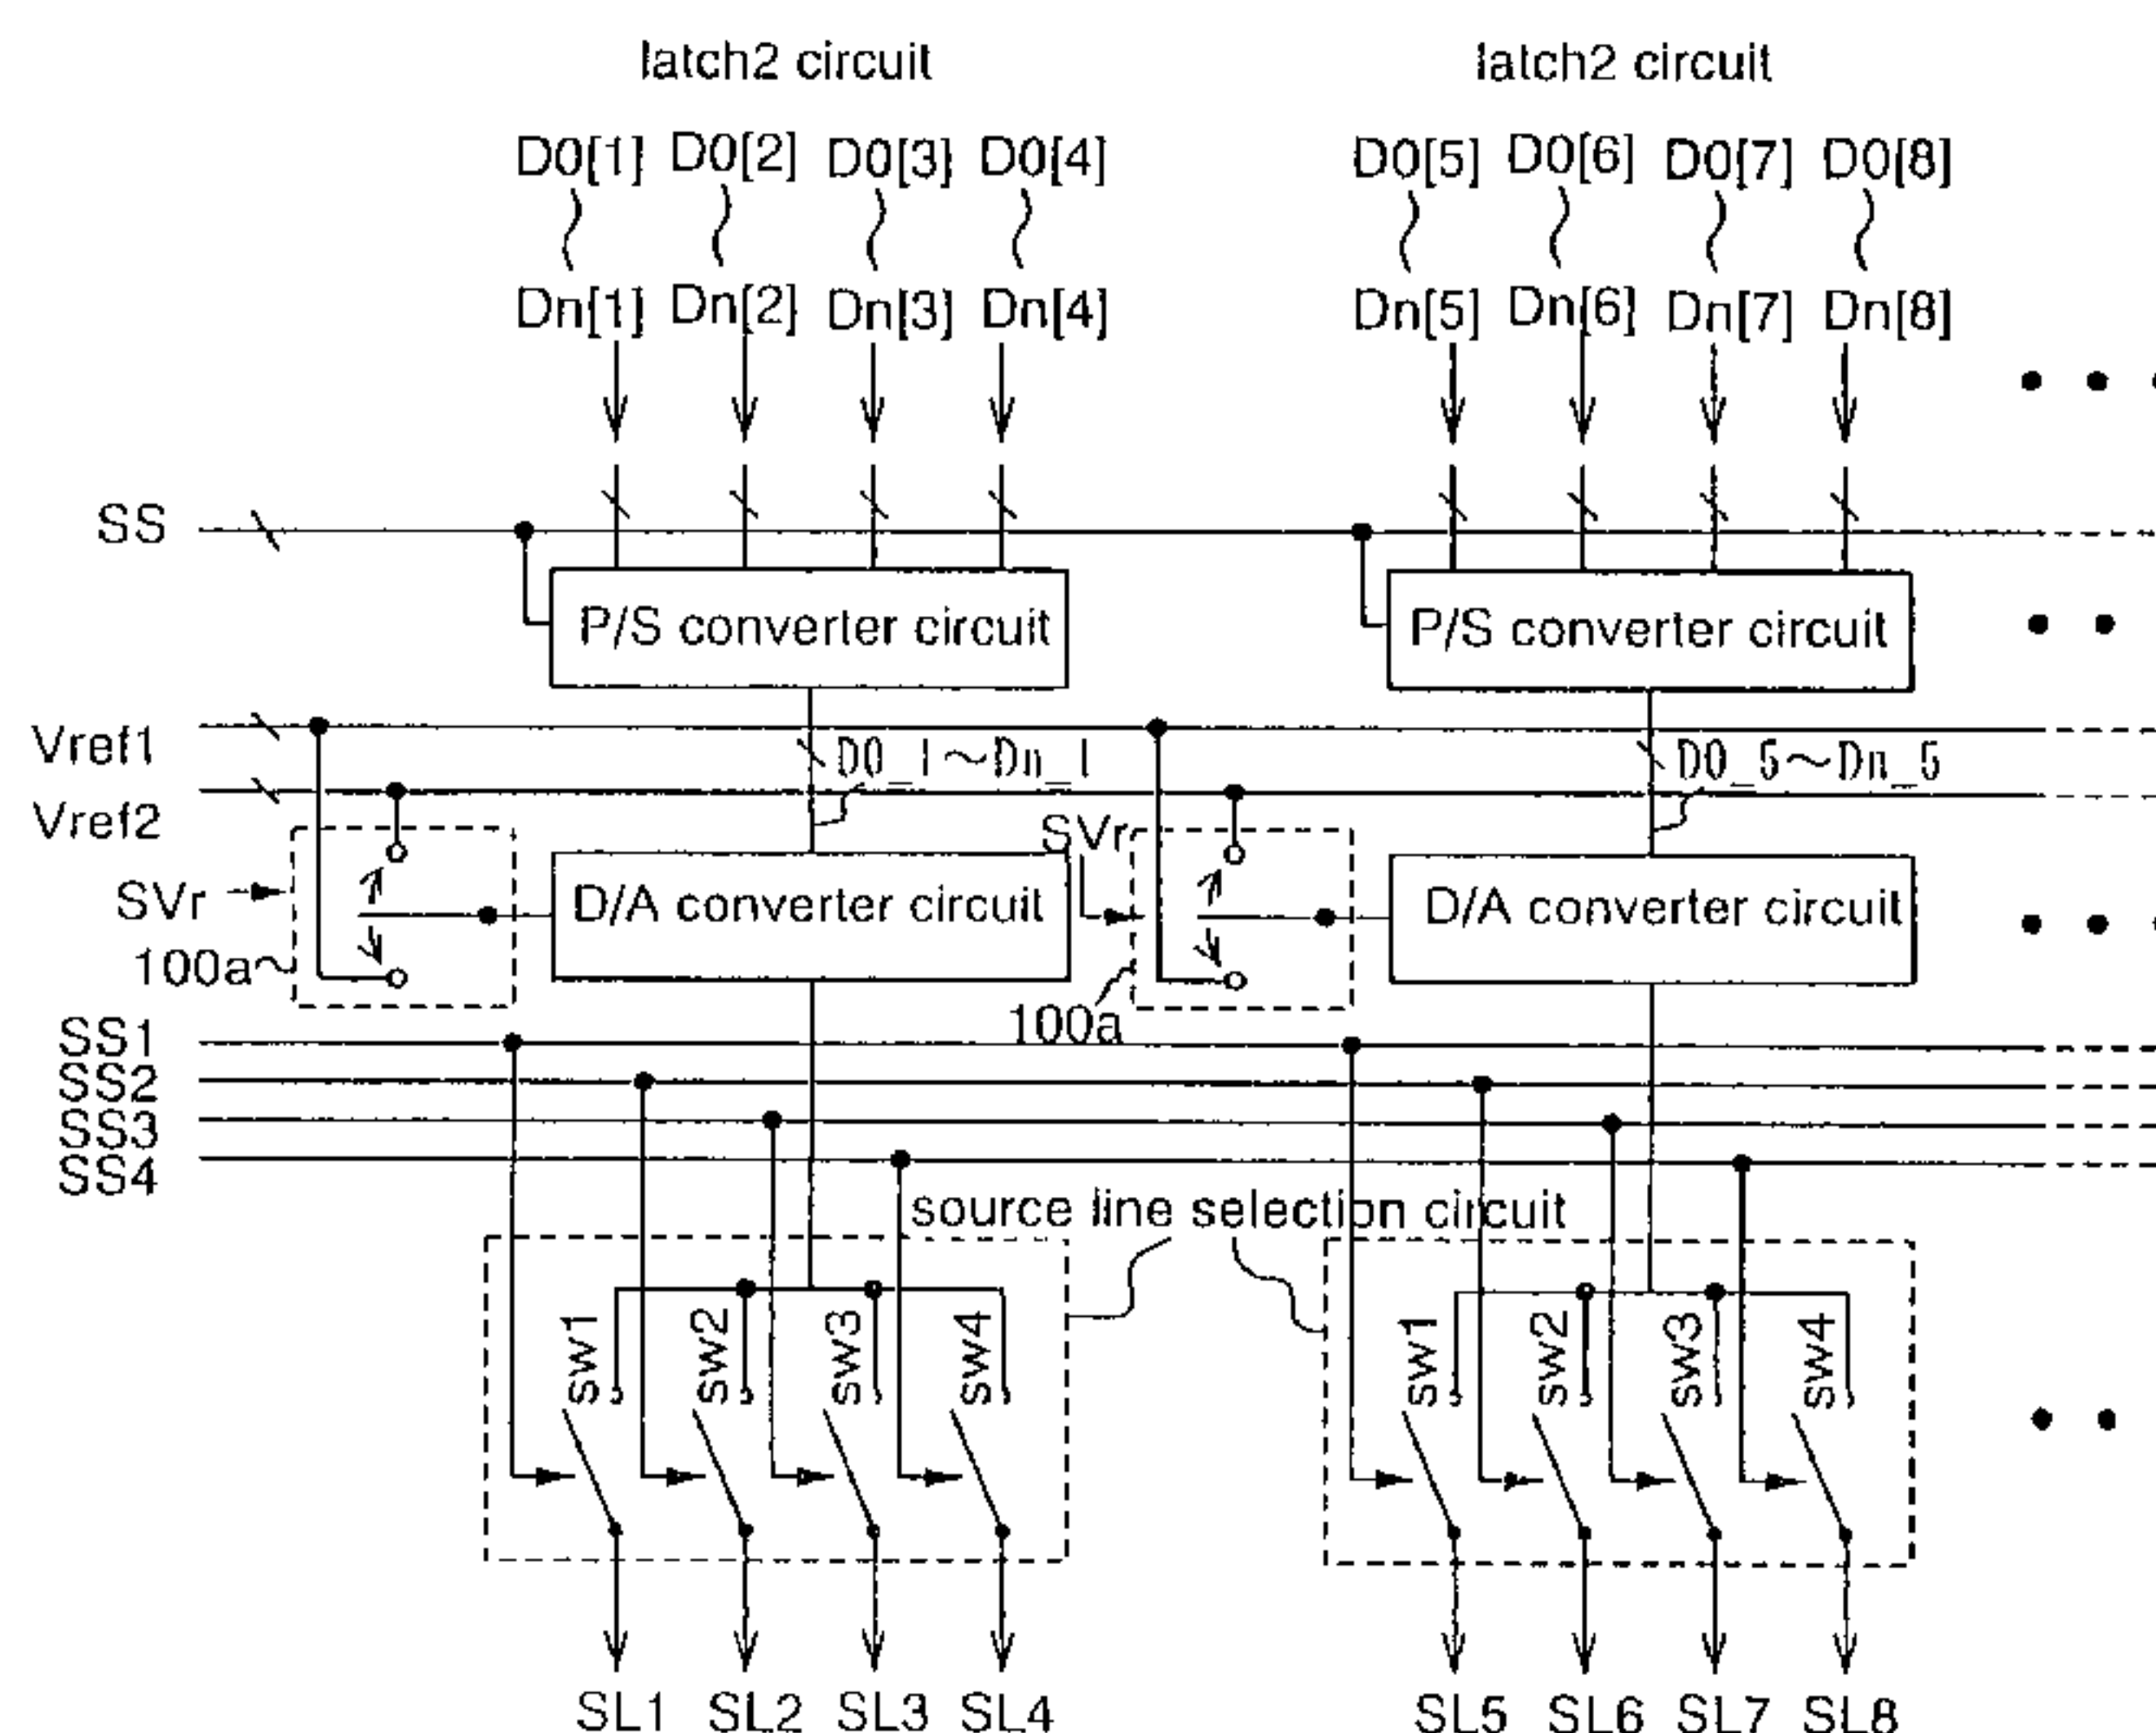 latch2 circuit latch2 circuit
D0[1] D0[2] D0[3] D0[4] D0[5] D0[6] D0[7] D0[8]
Dn[1] Dn[2] Dn[3] Dn[4] Dn[5] Dn[6] Dn[7] Dn[8]
SS
P/S converter circuit P/S converter circuit
Vref1
D0_1~Dn_1 D0_5~Dn_5
Vref2
SVr
SVr
D/A converter circuit D/A converter circuit
100a
100a
SS1
SS2
SS3
SS4
source line selection circuit
sw1 sw2 sw3 sw4 sw1 sw2 sw3 sw4
SL1 SL2 SL3 SL4 SL5 SL6 SL7 SL8